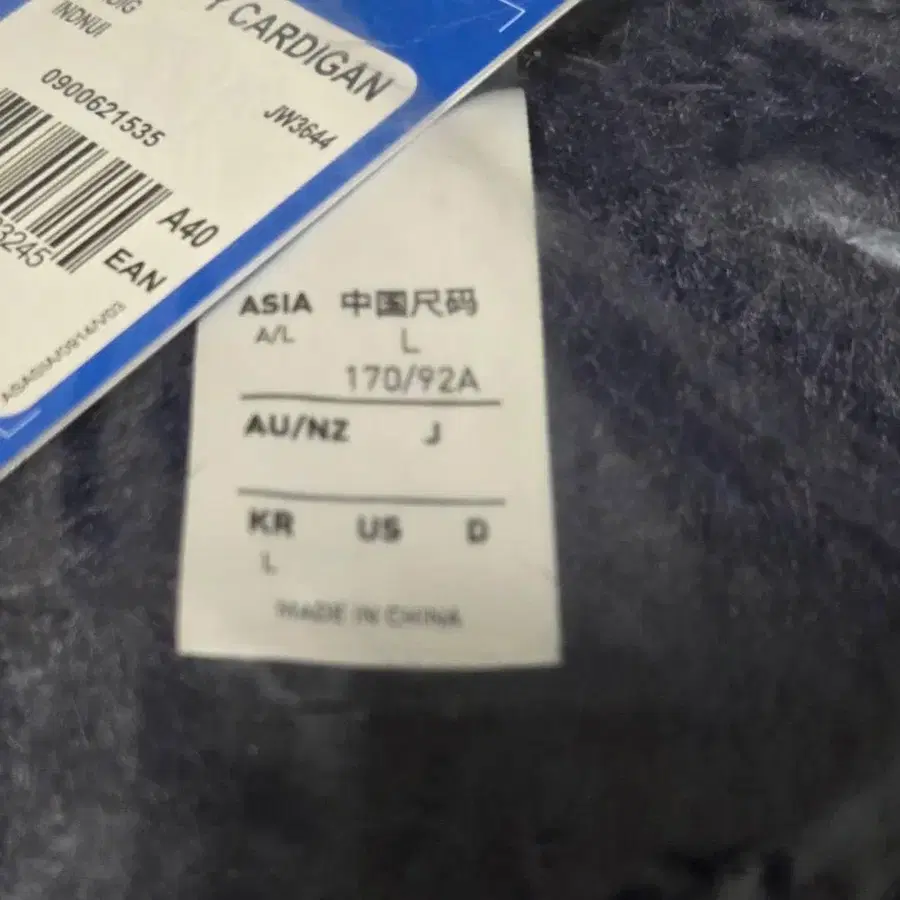 Y CARDIGAN
INDNUI
JW3644
0900621535
A40
3245
EAN
ASIA 中国尺码
A/L L
170/92A
AU/NZ J
KR US D
L
MADE IN CHINA